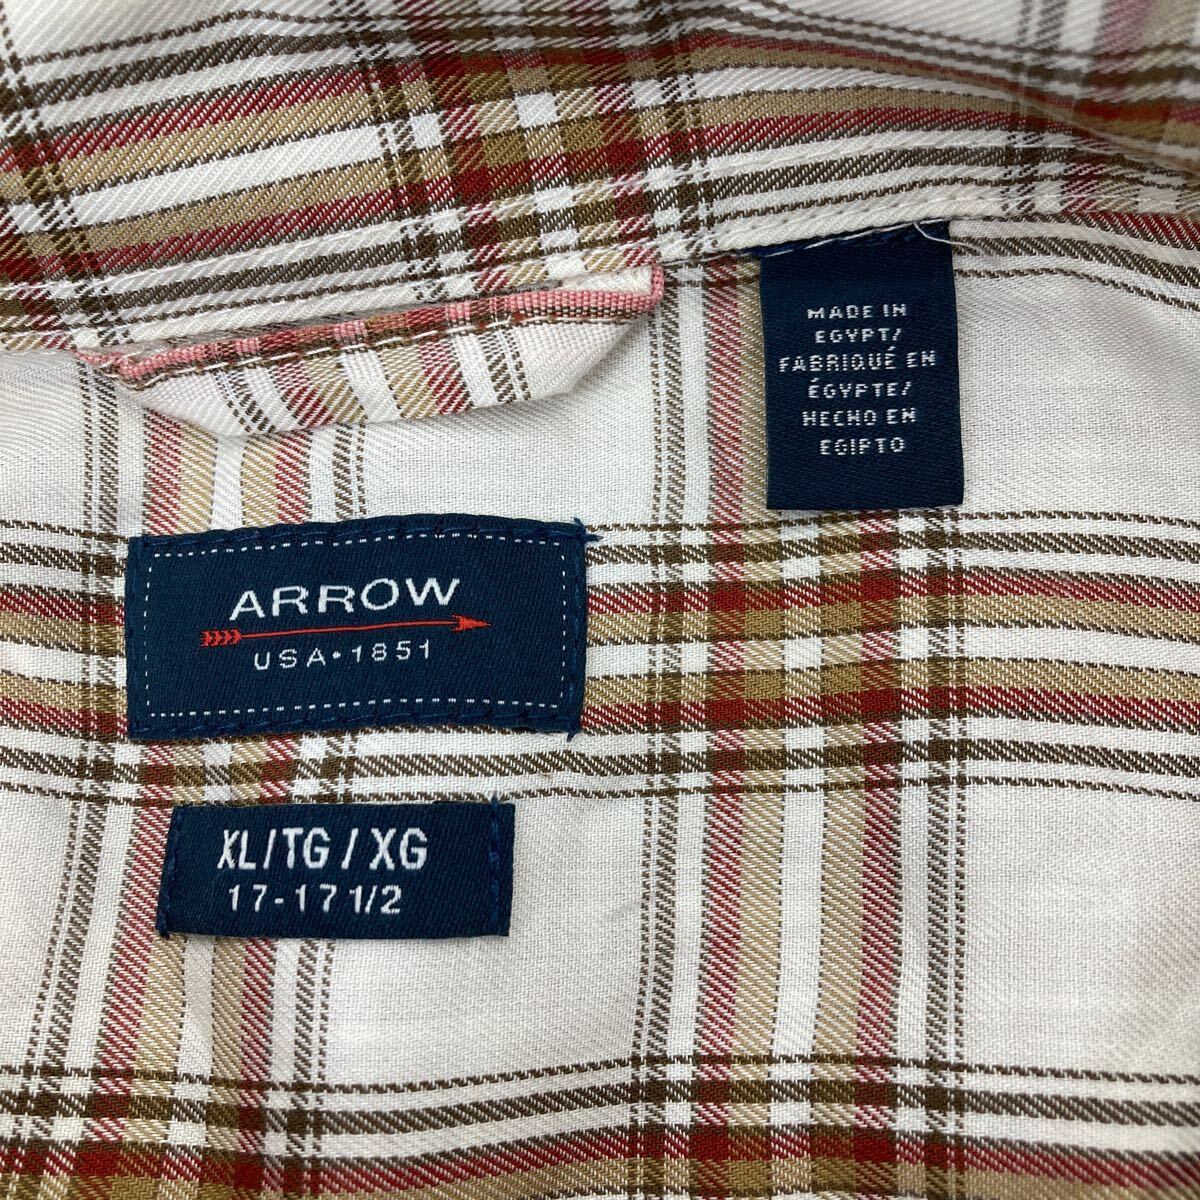 MADE IN
EGYPT/
FABRIQUÉ EN
ÉGYPTE/
HECHO EN
EGIPTO
ARROW
USA•1851
XL/TG/XG
17-17 1/2